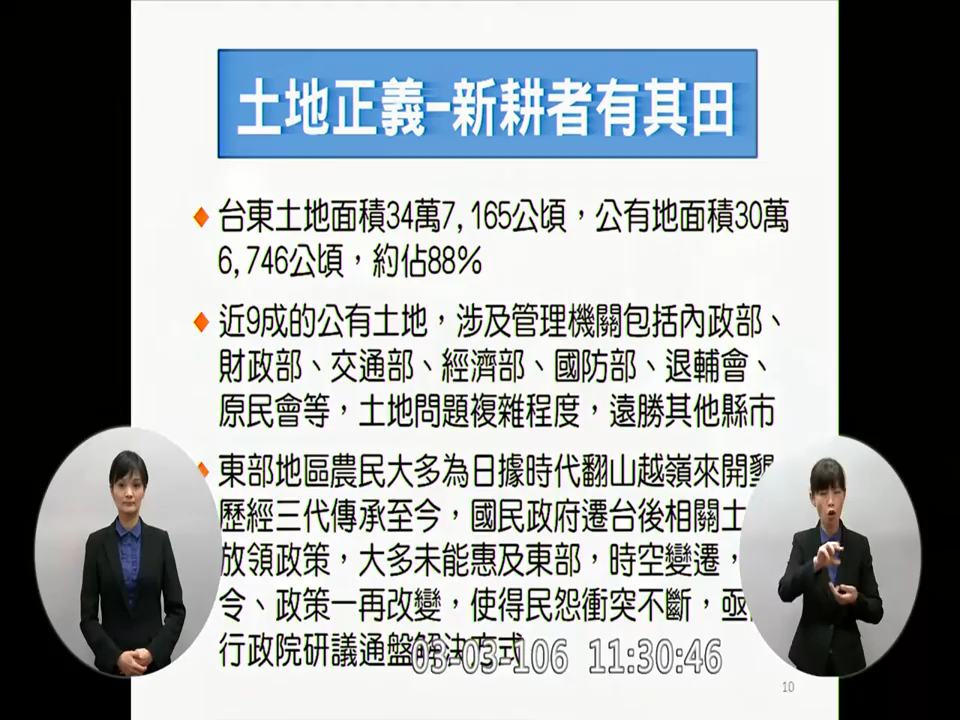 土地正義-新耕者有其田
台東土地面積34萬7,165公頃，公有地面積30萬
6,746公頃，約佔88%
近9成的公有土地，涉及管理機關包括內政部、
財政部、交通部、經濟部、國防部、退輔會、
原民會等，土地問題複雜程度，遠勝其他縣市
東部地區農民大多為日據時代翻山越嶺來開墾
歷經三代傳承至今，國民政府遷台後相關土
放領政策，大多未能惠及東部，時空變遷，
令、政策一再改變，使得民怨衝突不斷，亟
行政院研議通盤解決方式
03-03-106 11:30:46
10